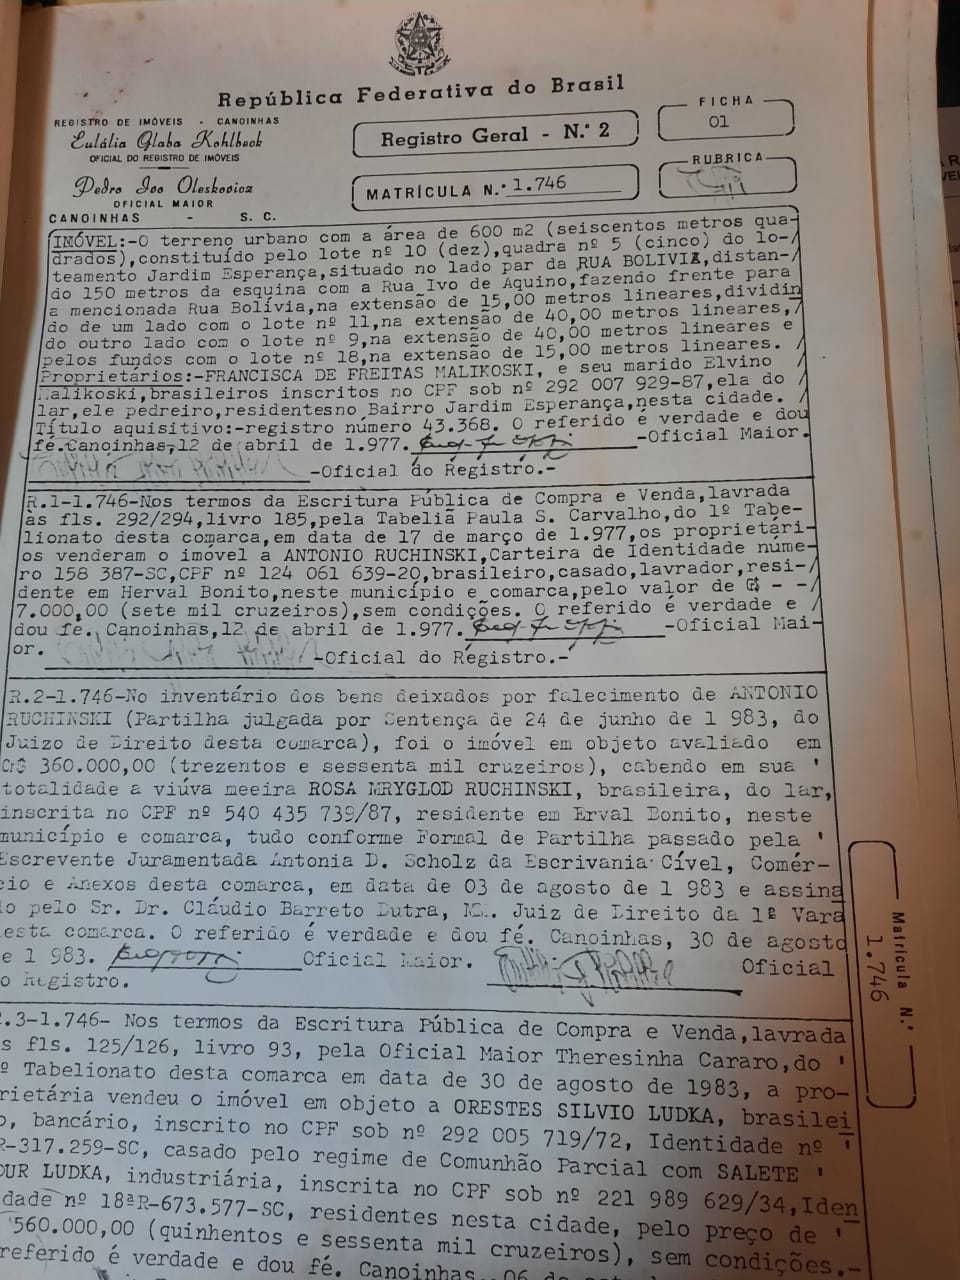 República Federativa do Brasil
REGISTRO DE IMÓVEIS - CANOINHAS
Eulália Glaba Kohlbeck
OFICIAL DO REGISTRO DE IMÓVEIS
Pedro Ivo Oleskovicz
OFICIAL MAIOR
CANOINHAS - S. C.
Registro Geral - N.º 2
MATRÍCULA N.º 1.746
FICHA
01
RUBRICA
IMÓVEL:-O terreno urbano com a área de 600 m2 (seiscentos metros qua-
drados),constituído pelo lote nº 10 (dez),quadra nº 5 (cinco) do lo-/
teamento Jardim Esperança,situado no lado par da RUA BOLIVIA,distan-/
do 150 metros da esquina com a Rua Ivo de Aquino,fazendo frente para
a mencionada Rua Bolívia,na extensão de 15,00 metros lineares,dividin
do de um lado com o lote nº 11,na extensão de 40,00 metros lineares,/
do outro lado com o lote nº 9,na extensão de 40,00 metros lineares e
pelos fundos com o lote nº 18,na extensão de 15,00 metros lineares. /
Proprietários:-FRANCISCA DE FREITAS MALIKOSKI, e seu marido Elvino /
Malikoski,brasileiros inscritos no CPF sob nº 292 007 929-87,ela do /
lar,ele pedreiro,residentesno Bairro Jardim Esperança,nesta cidade. /
Título aquisitivo:-registro número 43.368. O referido é verdade e dou
fé.Canoinhas,12 de abril de 1.977. -Oficial Maior.
-Oficial do Registro.-
R.1-1.746-Nos termos da Escritura Pública de Compra e Venda,lavrada
às fls. 292/294,livro 185,pela Tabeliã Paula S. Carvalho,do 1º Tabe-
lionato desta comarca,em data de 17 de março de 1.977,os proprietári-
os venderam o imóvel a ANTONIO RUCHINSKI,Carteira de Identidade núme-
ro 158 387-SC,CPF nº 124 061 639-20,brasileiro,casado,lavrador,resi-/
dente em Herval Bonito,neste município e comarca,pelo valor de Cr$ - -/
7.000,00 (sete mil cruzeiros),sem condições. O referido é verdade e /
dou fé. Canoinhas,12 de abril de 1.977. -Oficial Mai-
or. -Oficial do Registro.-
R.2-1.746-No inventário dos bens deixados por falecimento de ANTONIO
RUCHINSKI (Partilha julgada por Sentença de 24 de junho de 1 983, do
Juizo de Direito desta comarca), foi o imóvel em objeto avaliado em
Cr$ 360.000,00 (trezentos e sessenta mil cruzeiros), cabendo em sua '
totalidade a viúva meeira ROSA MRYGLOD RUCHINSKI, brasileira, do lar,
inscrita no CPF nº 540 435 739/87, residente em Erval Bonito, neste
município e comarca, tudo conforme Formal de Partilha passado pela '
Escrevente Juramentada Antonia D. Scholz da Escrivania Cível, Comér-
cio e Anexos desta comarca, em data de 03 de agosto de 1 983 e assina
do pelo Sr. Dr. Cláudio Barreto Dutra, MM. Juiz de Direito da 1ª Vara
desta comarca. O referido é verdade e dou fé. Canoinhas, 30 de agosto
de 1 983. Oficial Maior. Oficial
o Registro.
R.3-1.746- Nos termos da Escritura Pública de Compra e Venda,lavrada
s fls. 125/126, livro 93, pela Oficial Maior Theresinha Cararo,do '
º Tabelionato desta comarca em data de 30 de agosto de 1983, a pro-
rietária vendeu o imóvel em objeto a ORESTES SILVIO LUDKA, brasilei
o, bancário, inscrito no CPF sob nº 292 005 719/72, Identidade nº '
R-317.259-SC, casado pelo regime de Comunhão Parcial com SALETE '
OUR LUDKA, industriária, inscrita no CPF sob nº 221 989 629/34,Iden
dade nº 18ªR-673.577-SC, residentes nesta cidade, pelo preço de '
560.000,00 (quinhentos e sessenta mil cruzeiros), sem condições.-
referido é verdade e dou fé. Canoinhas, 06 de
Matrícula N.º
1.746